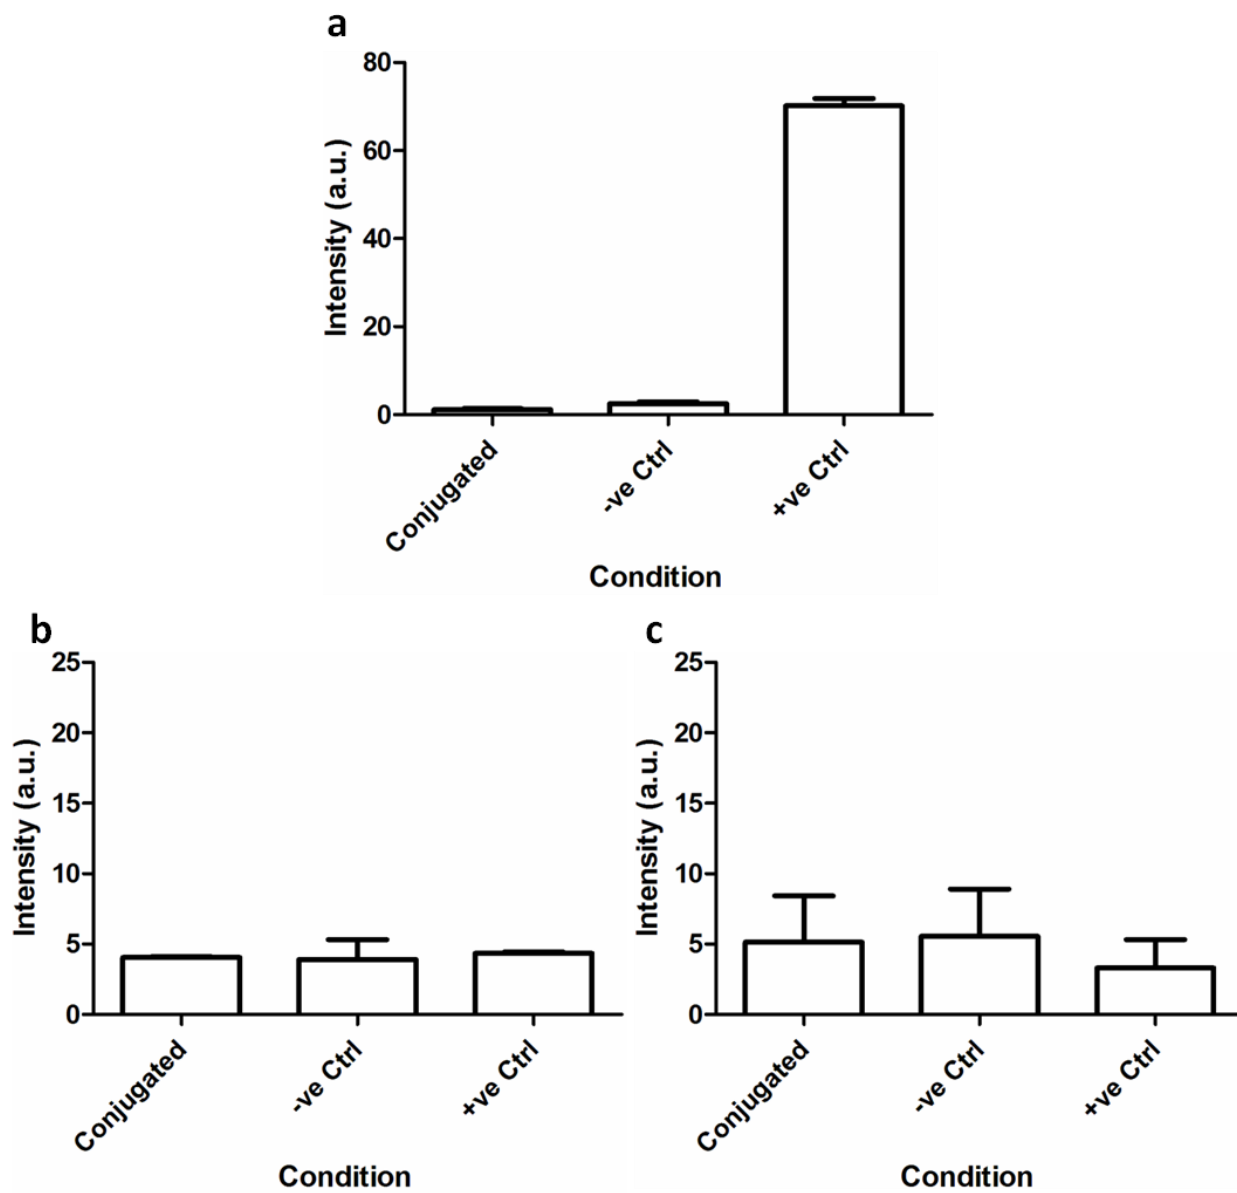 a
Intensity (a.u.)
80
60
40
20
0
Conjugated
-ve Ctrl
+ve Ctrl
Condition
b
Intensity (a.u.)
25
20
15
10
5
0
Conjugated
-ve Ctrl
+ve Ctrl
Condition
c
Intensity (a.u.)
25
20
15
10
5
0
Conjugated
-ve Ctrl
+ve Ctrl
Condition